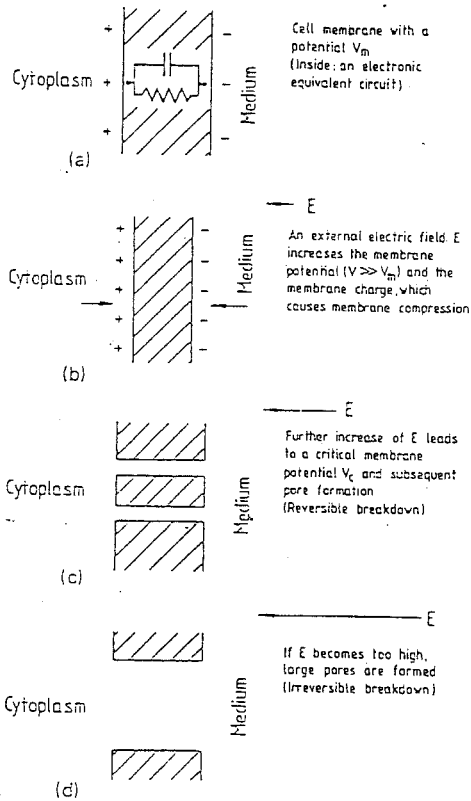 Cytoplasm
+
+
+
-
-
-
Medium
(a)
Cell membrane with a
potential Vm
(Inside: an electronic
equivalent circuit)
E
Cytoplasm
+
+
+
+
+
-
-
-
-
-
Medium
(b)
An external electric field E
increases the membrane
potential (V >> Vm) and the
membrane charge, which
causes membrane compression
E
Cytoplasm
Medium
(c)
Further increase of E leads
to a critical membrane
potential Vc and subsequent
pore formation
(Reversible breakdown)
E
Cytoplasm
Medium
(d)
If E becomes too high,
large pores are formed
(Irreversible breakdown)